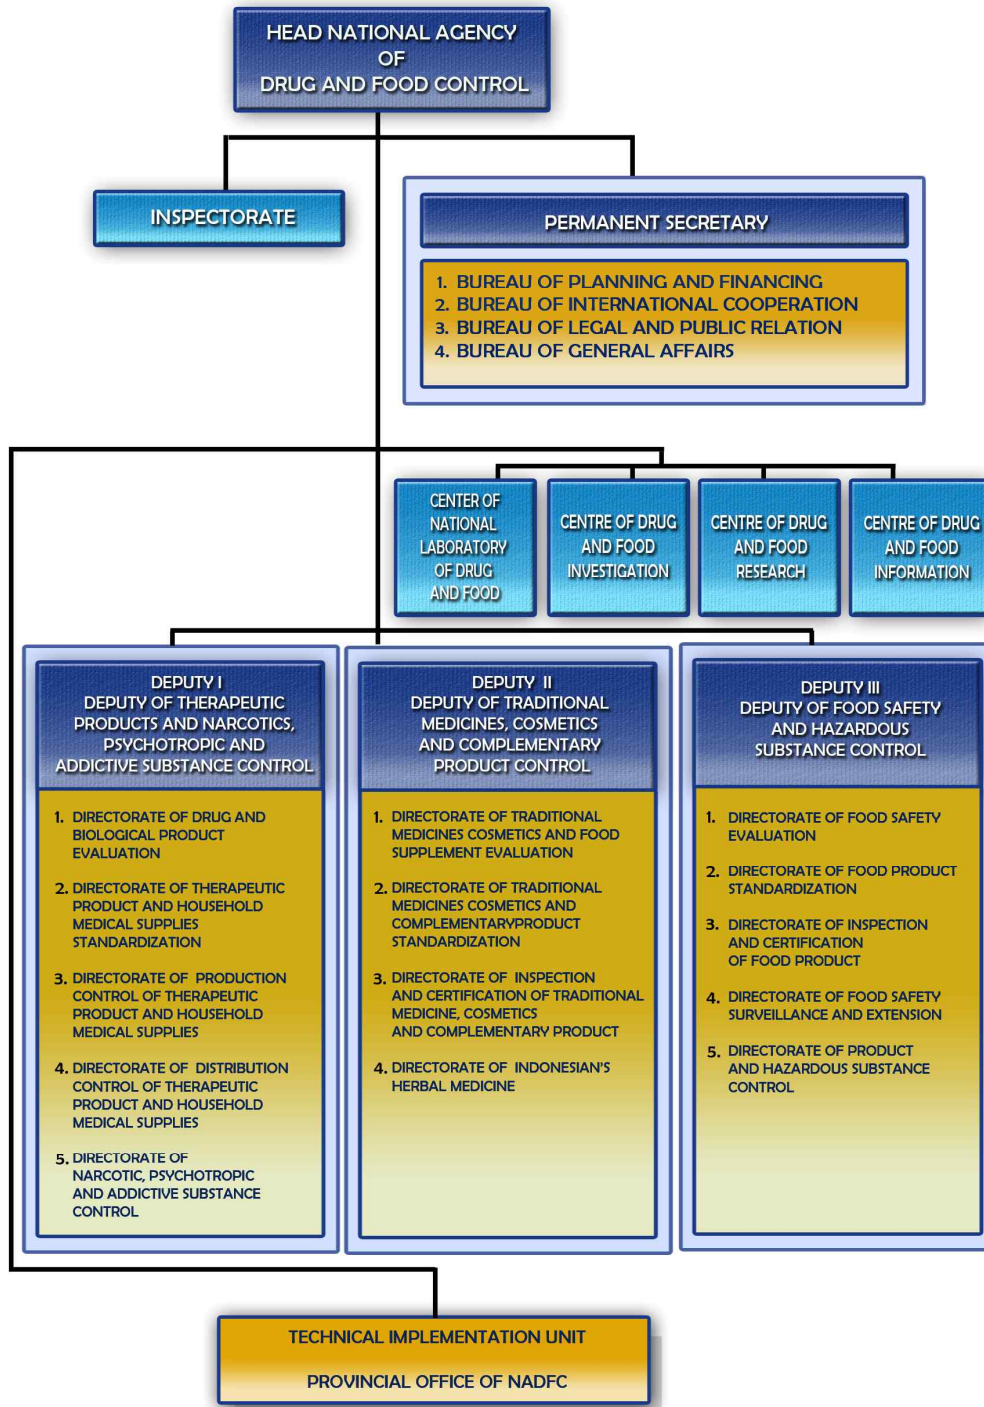 HEAD NATIONAL AGENCY
OF
DRUG AND FOOD CONTROL
INSPECTORATE
PERMANENT SECRETARY
1. BUREAU OF PLANNING AND FINANCING
2. BUREAU OF INTERNATIONAL COOPERATION
3. BUREAU OF LEGAL AND PUBLIC RELATION
4. BUREAU OF GENERAL AFFAIRS
CENTER OF
NATIONAL
LABORATORY
OF DRUG
AND FOOD
CENTRE OF DRUG
AND FOOD
INVESTIGATION
CENTRE OF DRUG
AND FOOD
RESEARCH
CENTRE OF DRUG
AND FOOD
INFORMATION
DEPUTY I
DEPUTY OF THERAPEUTIC
PRODUCTS AND NARCOTICS,
PSYCHOTROPIC AND
ADDICTIVE SUBSTANCE CONTROL
1. DIRECTORATE OF DRUG AND
BIOLOGICAL PRODUCT
EVALUATION
2. DIRECTORATE OF THERAPEUTIC
PRODUCT AND HOUSEHOLD
MEDICAL SUPPLIES
STANDARDIZATION
3. DIRECTORATE OF PRODUCTION
CONTROL OF THERAPEUTIC
PRODUCT AND HOUSEHOLD
MEDICAL SUPPLIES
4. DIRECTORATE OF DISTRIBUTION
CONTROL OF THERAPEUTIC
PRODUCT AND HOUSEHOLD
MEDICAL SUPPLIES
5. DIRECTORATE OF
NARCOTIC, PSYCHOTROPIC
AND ADDICTIVE SUBSTANCE
CONTROL
DEPUTY II
DEPUTY OF TRADITIONAL
MEDICINES, COSMETICS
AND COMPLEMENTARY
PRODUCT CONTROL
1. DIRECTORATE OF TRADITIONAL
MEDICINES COSMETICS AND FOOD
SUPPLEMENT EVALUATION
2. DIRECTORATE OF TRADITIONAL
MEDICINES COSMETICS AND
COMPLEMENTARYPRODUCT
STANDARDIZATION
3. DIRECTORATE OF INSPECTION
AND CERTIFICATION OF TRADITIONAL
MEDICINE, COSMETICS
AND COMPLEMENTARY PRODUCT
4. DIRECTORATE OF INDONESIAN'S
HERBAL MEDICINE
DEPUTY III
DEPUTY OF FOOD SAFETY
AND HAZARDOUS
SUBSTANCE CONTROL
1. DIRECTORATE OF FOOD SAFETY
EVALUATION
2. DIRECTORATE OF FOOD PRODUCT
STANDARDIZATION
3. DIRECTORATE OF INSPECTION
AND CERTIFICATION
OF FOOD PRODUCT
4. DIRECTORATE OF FOOD SAFETY
SURVEILLANCE AND EXTENSION
5. DIRECTORATE OF PRODUCT
AND HAZARDOUS SUBSTANCE
CONTROL
TECHNICAL IMPLEMENTATION UNIT
PROVINCIAL OFFICE OF NADFC